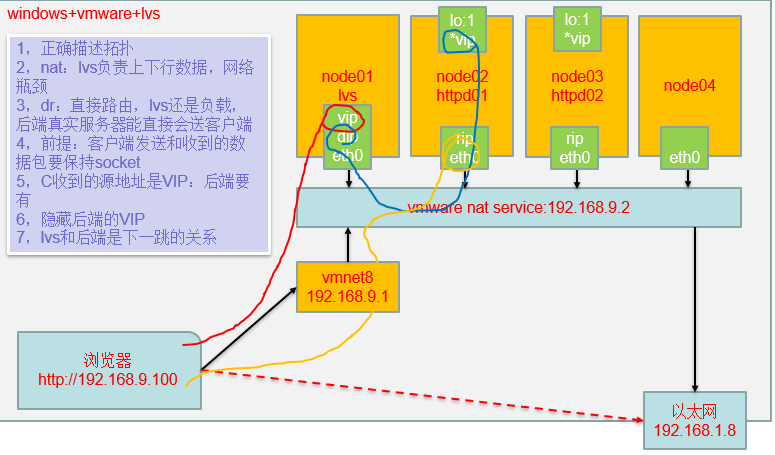 windows+vmware+lvs
1，正确描述拓扑
2，nat：lvs负责上下行数据，网络
瓶颈
3，dr：直接路由，lvs还是负载，
后端真实服务器能直接会送客户端
4，前提：客户端发送和收到的数
据包要保持socket
5，C收到的源地址是VIP：后端要
有
6，隐藏后端的VIP
7，lvs和后端是下一跳的关系
node01
lvs
vip
dip
eth0
lo:1
*vip
node02
httpd01
rip
eth0
lo:1
*vip
node03
httpd02
rip
eth0
node04
eth0
vmware nat service:192.168.9.2
vmnet8
192.168.9.1
浏览器
http://192.168.9.100
以太网
192.168.1.8